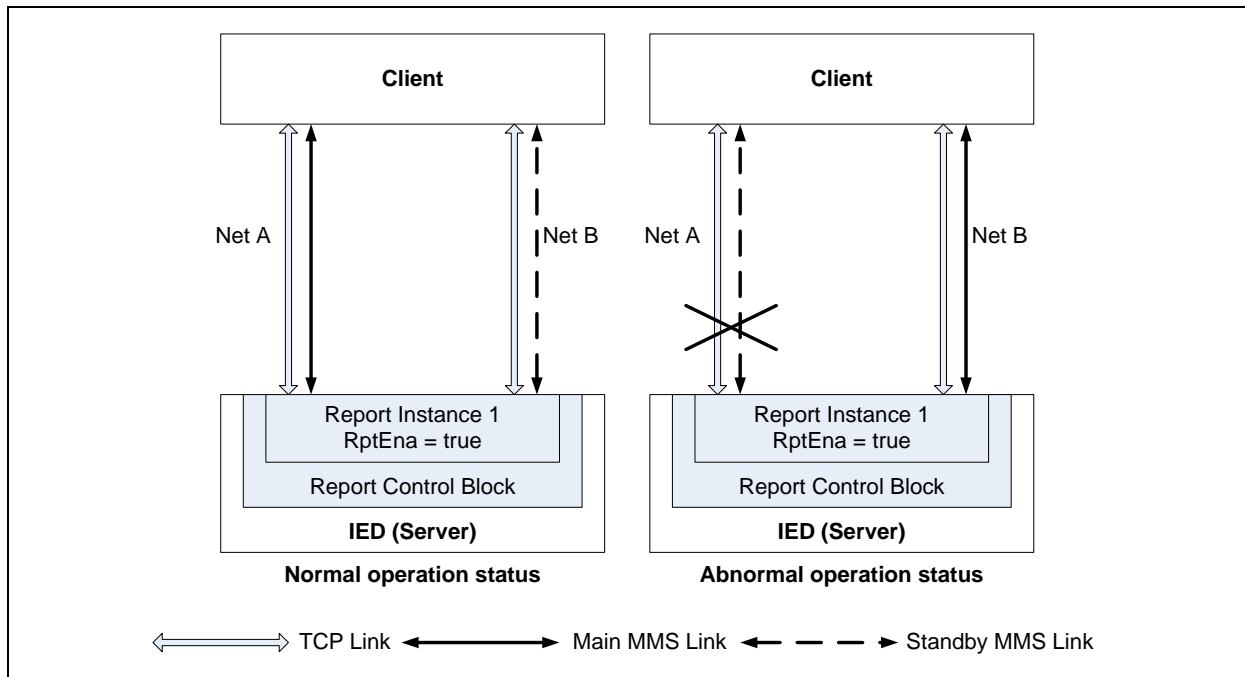 Client
Net A
Net B
Report Instance 1
RptEna = true
Report Control Block
IED (Server)
Normal operation status
Client
Net A
Net B
Report Instance 1
RptEna = true
Report Control Block
IED (Server)
Abnormal operation status
TCP Link
Main MMS Link
Standby MMS Link